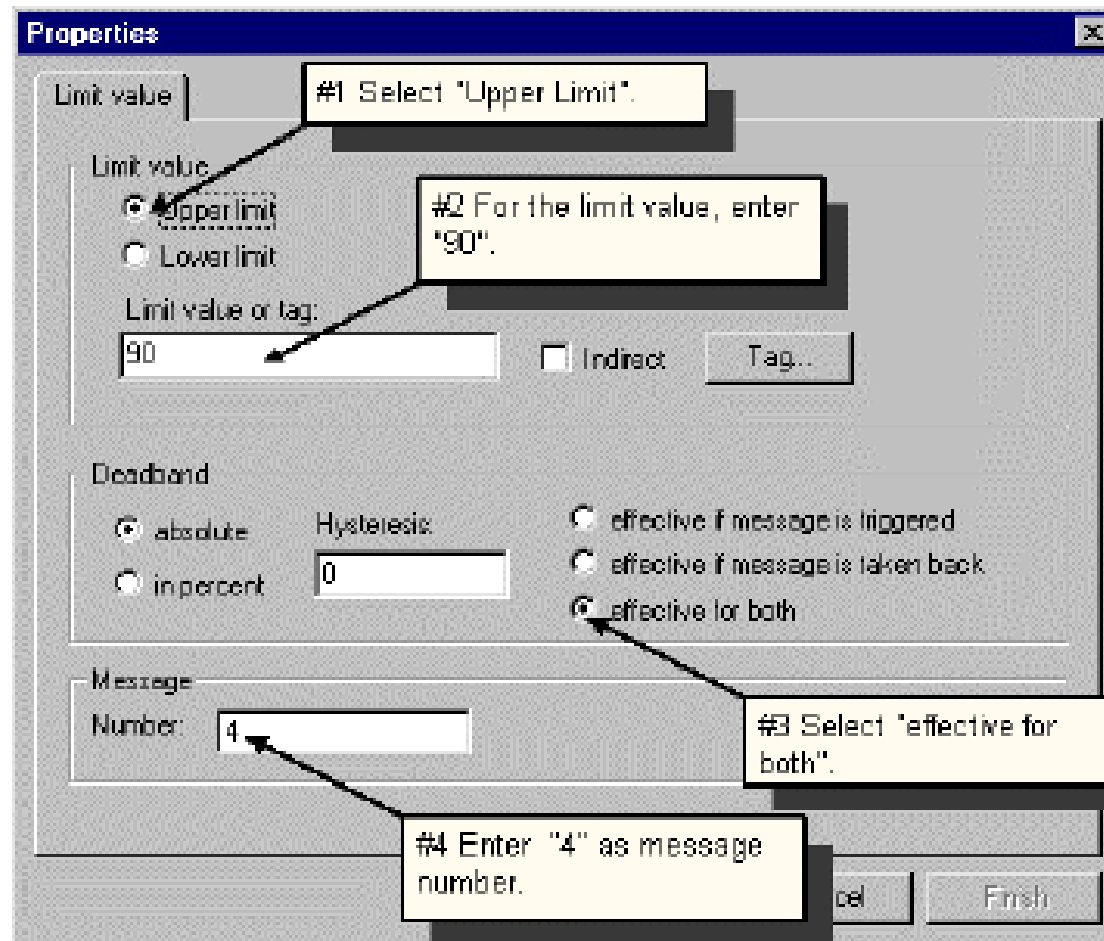 Properties
Limit value
#1 Select "Upper Limit".
Limit value
Upper limit
#2 For the limit value, enter
"90".
Lower limit
Limit value or tag:
90
Indirect
Tag...
Deadband
absolute
Hysteresis:
effective if message is triggered
in percent
0
effective if message is taken back
effective for both
Message
Number:
4
#3 Select "effective for
both".
#4 Enter "4" as message
number.
cel
Finish